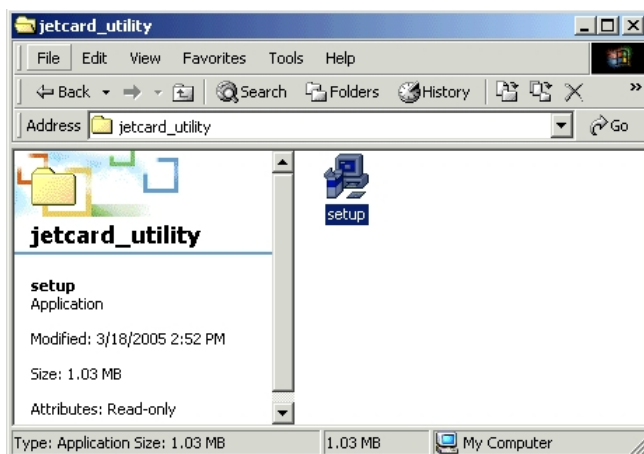 jetcard_utility
File Edit View Favorites Tools Help
Back Search Folders History »
Address jetcard_utility Go
jetcard_utility
setup
setup
Application
Modified: 3/18/2005 2:52 PM
Size: 1.03 MB
Attributes: Read-only
Type: Application Size: 1.03 MB 1.03 MB My Computer